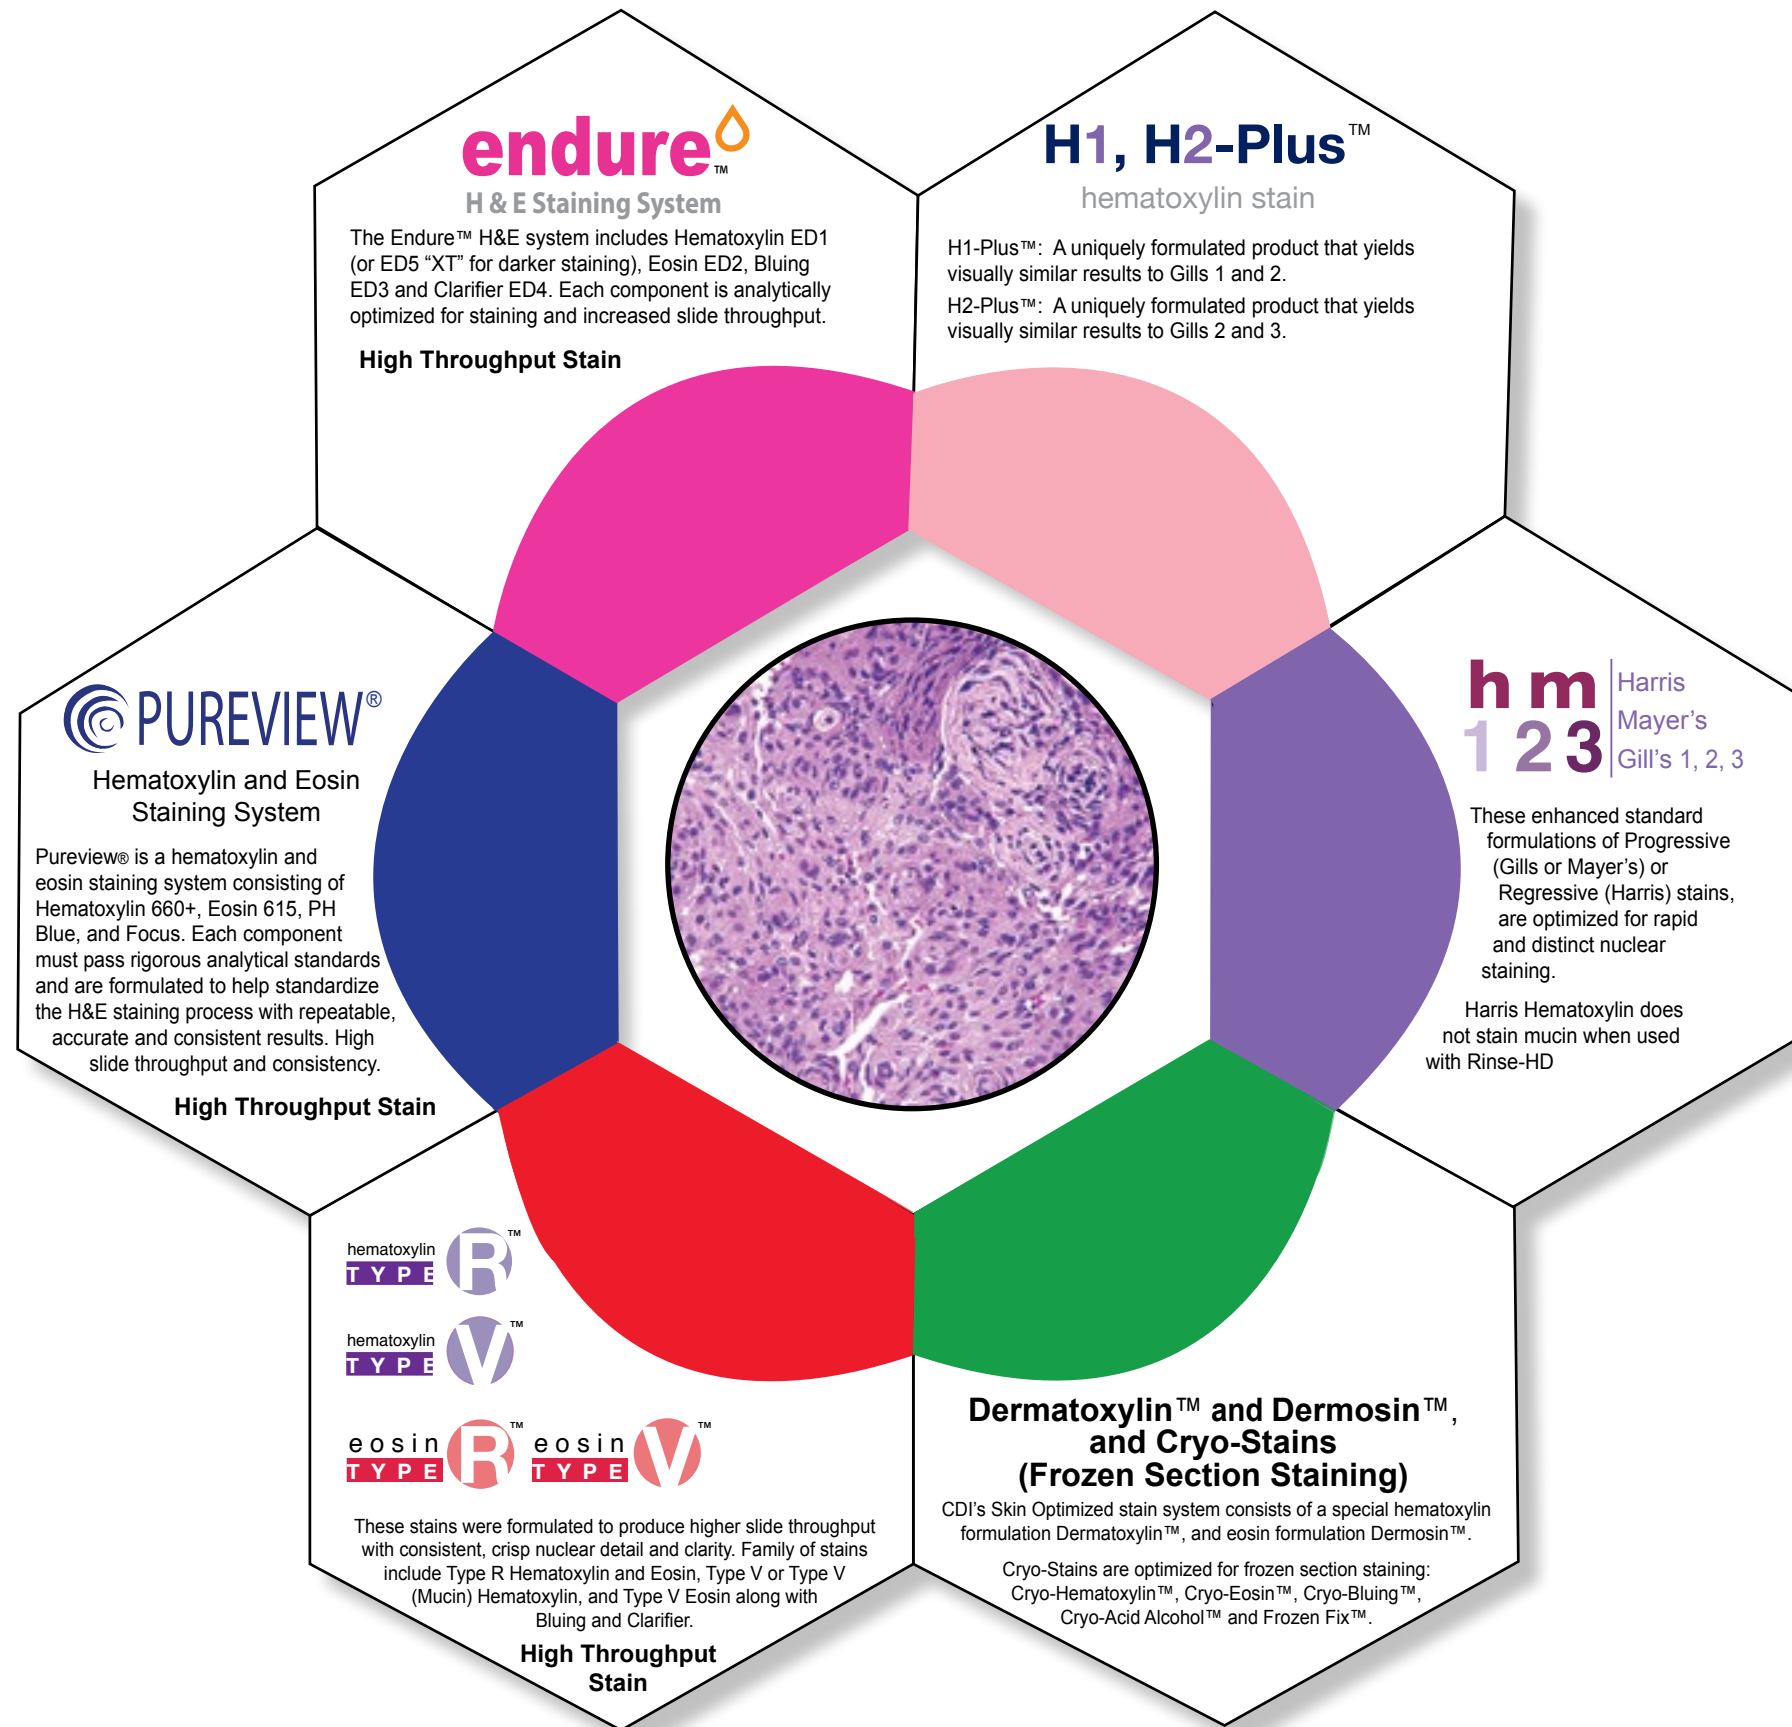 endure™
H & E Staining System
The Endure™ H&E system includes Hematoxylin ED1
(or ED5 “XT” for darker staining), Eosin ED2, Bluing
ED3 and Clarifier ED4. Each component is analytically
optimized for staining and increased slide throughput.
High Throughput Stain
H1, H2-Plus™
hematoxylin stain
H1-Plus™: A uniquely formulated product that yields
visually similar results to Gills 1 and 2.
H2-Plus™: A uniquely formulated product that yields
visually similar results to Gills 2 and 3.
PUREVIEW®
Hematoxylin and Eosin
Staining System
Pureview® is a hematoxylin and
eosin staining system consisting of
Hematoxylin 660+, Eosin 615, PH
Blue, and Focus. Each component
must pass rigorous analytical standards
and are formulated to help standardize
the H&E staining process with repeatable,
accurate and consistent results. High
slide throughput and consistency.
High Throughput Stain
h m
1 2 3
Harris
Mayer’s
Gill’s 1, 2, 3
These enhanced standard
formulations of Progressive
(Gills or Mayer’s) or
Regressive (Harris) stains,
are optimized for rapid
and distinct nuclear
staining.
Harris Hematoxylin does
not stain mucin when used
with Rinse-HD
hematoxylin
TYPE R™
hematoxylin
TYPE V™
eosin
TYPE R™
eosin
TYPE V™
These stains were formulated to produce higher slide throughput
with consistent, crisp nuclear detail and clarity. Family of stains
include Type R Hematoxylin and Eosin, Type V or Type V
(Mucin) Hematoxylin, and Type V Eosin along with
Bluing and Clarifier.
High Throughput
Stain
Dermatoxylin™ and Dermosin™,
and Cryo-Stains
(Frozen Section Staining)
CDI’s Skin Optimized stain system consists of a special hematoxylin
formulation Dermatoxylin™, and eosin formulation Dermosin™.
Cryo-Stains are optimized for frozen section staining:
Cryo-Hematoxylin™, Cryo-Eosin™, Cryo-Bluing™,
Cryo-Acid Alcohol™ and Frozen Fix™.